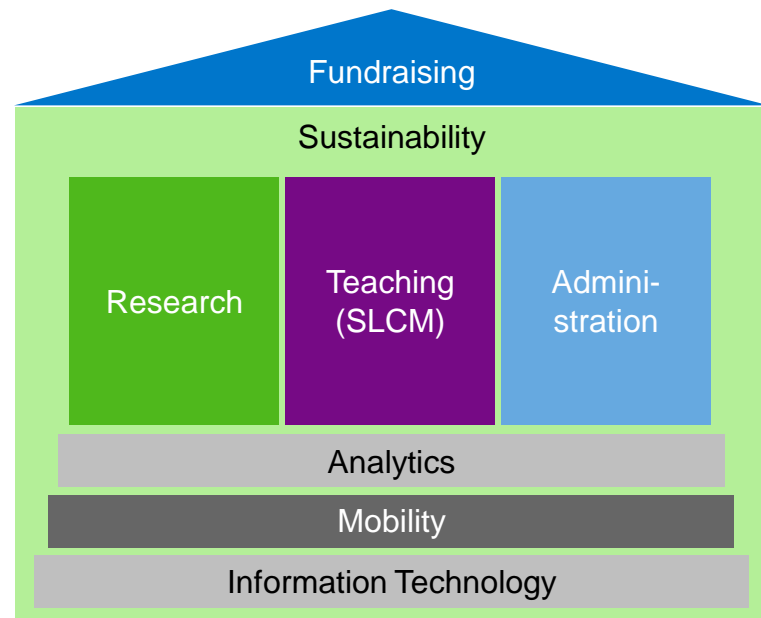 Fundraising
Sustainability
Research
Teaching
(SLCM)
Admini-
stration
Analytics
Mobility
Information Technology